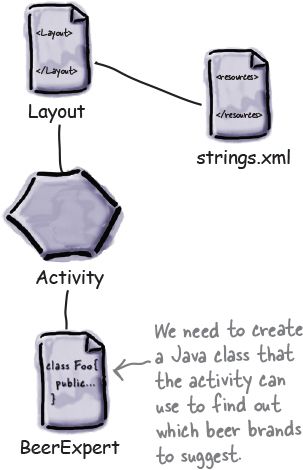 <Layout>
</Layout>
Layout
<resources>
</resources>
strings.xml
Activity
class Foo{
public...
}
BeerExpert
We need to create
a Java class that
the activity can
use to find out
which beer brands
to suggest.